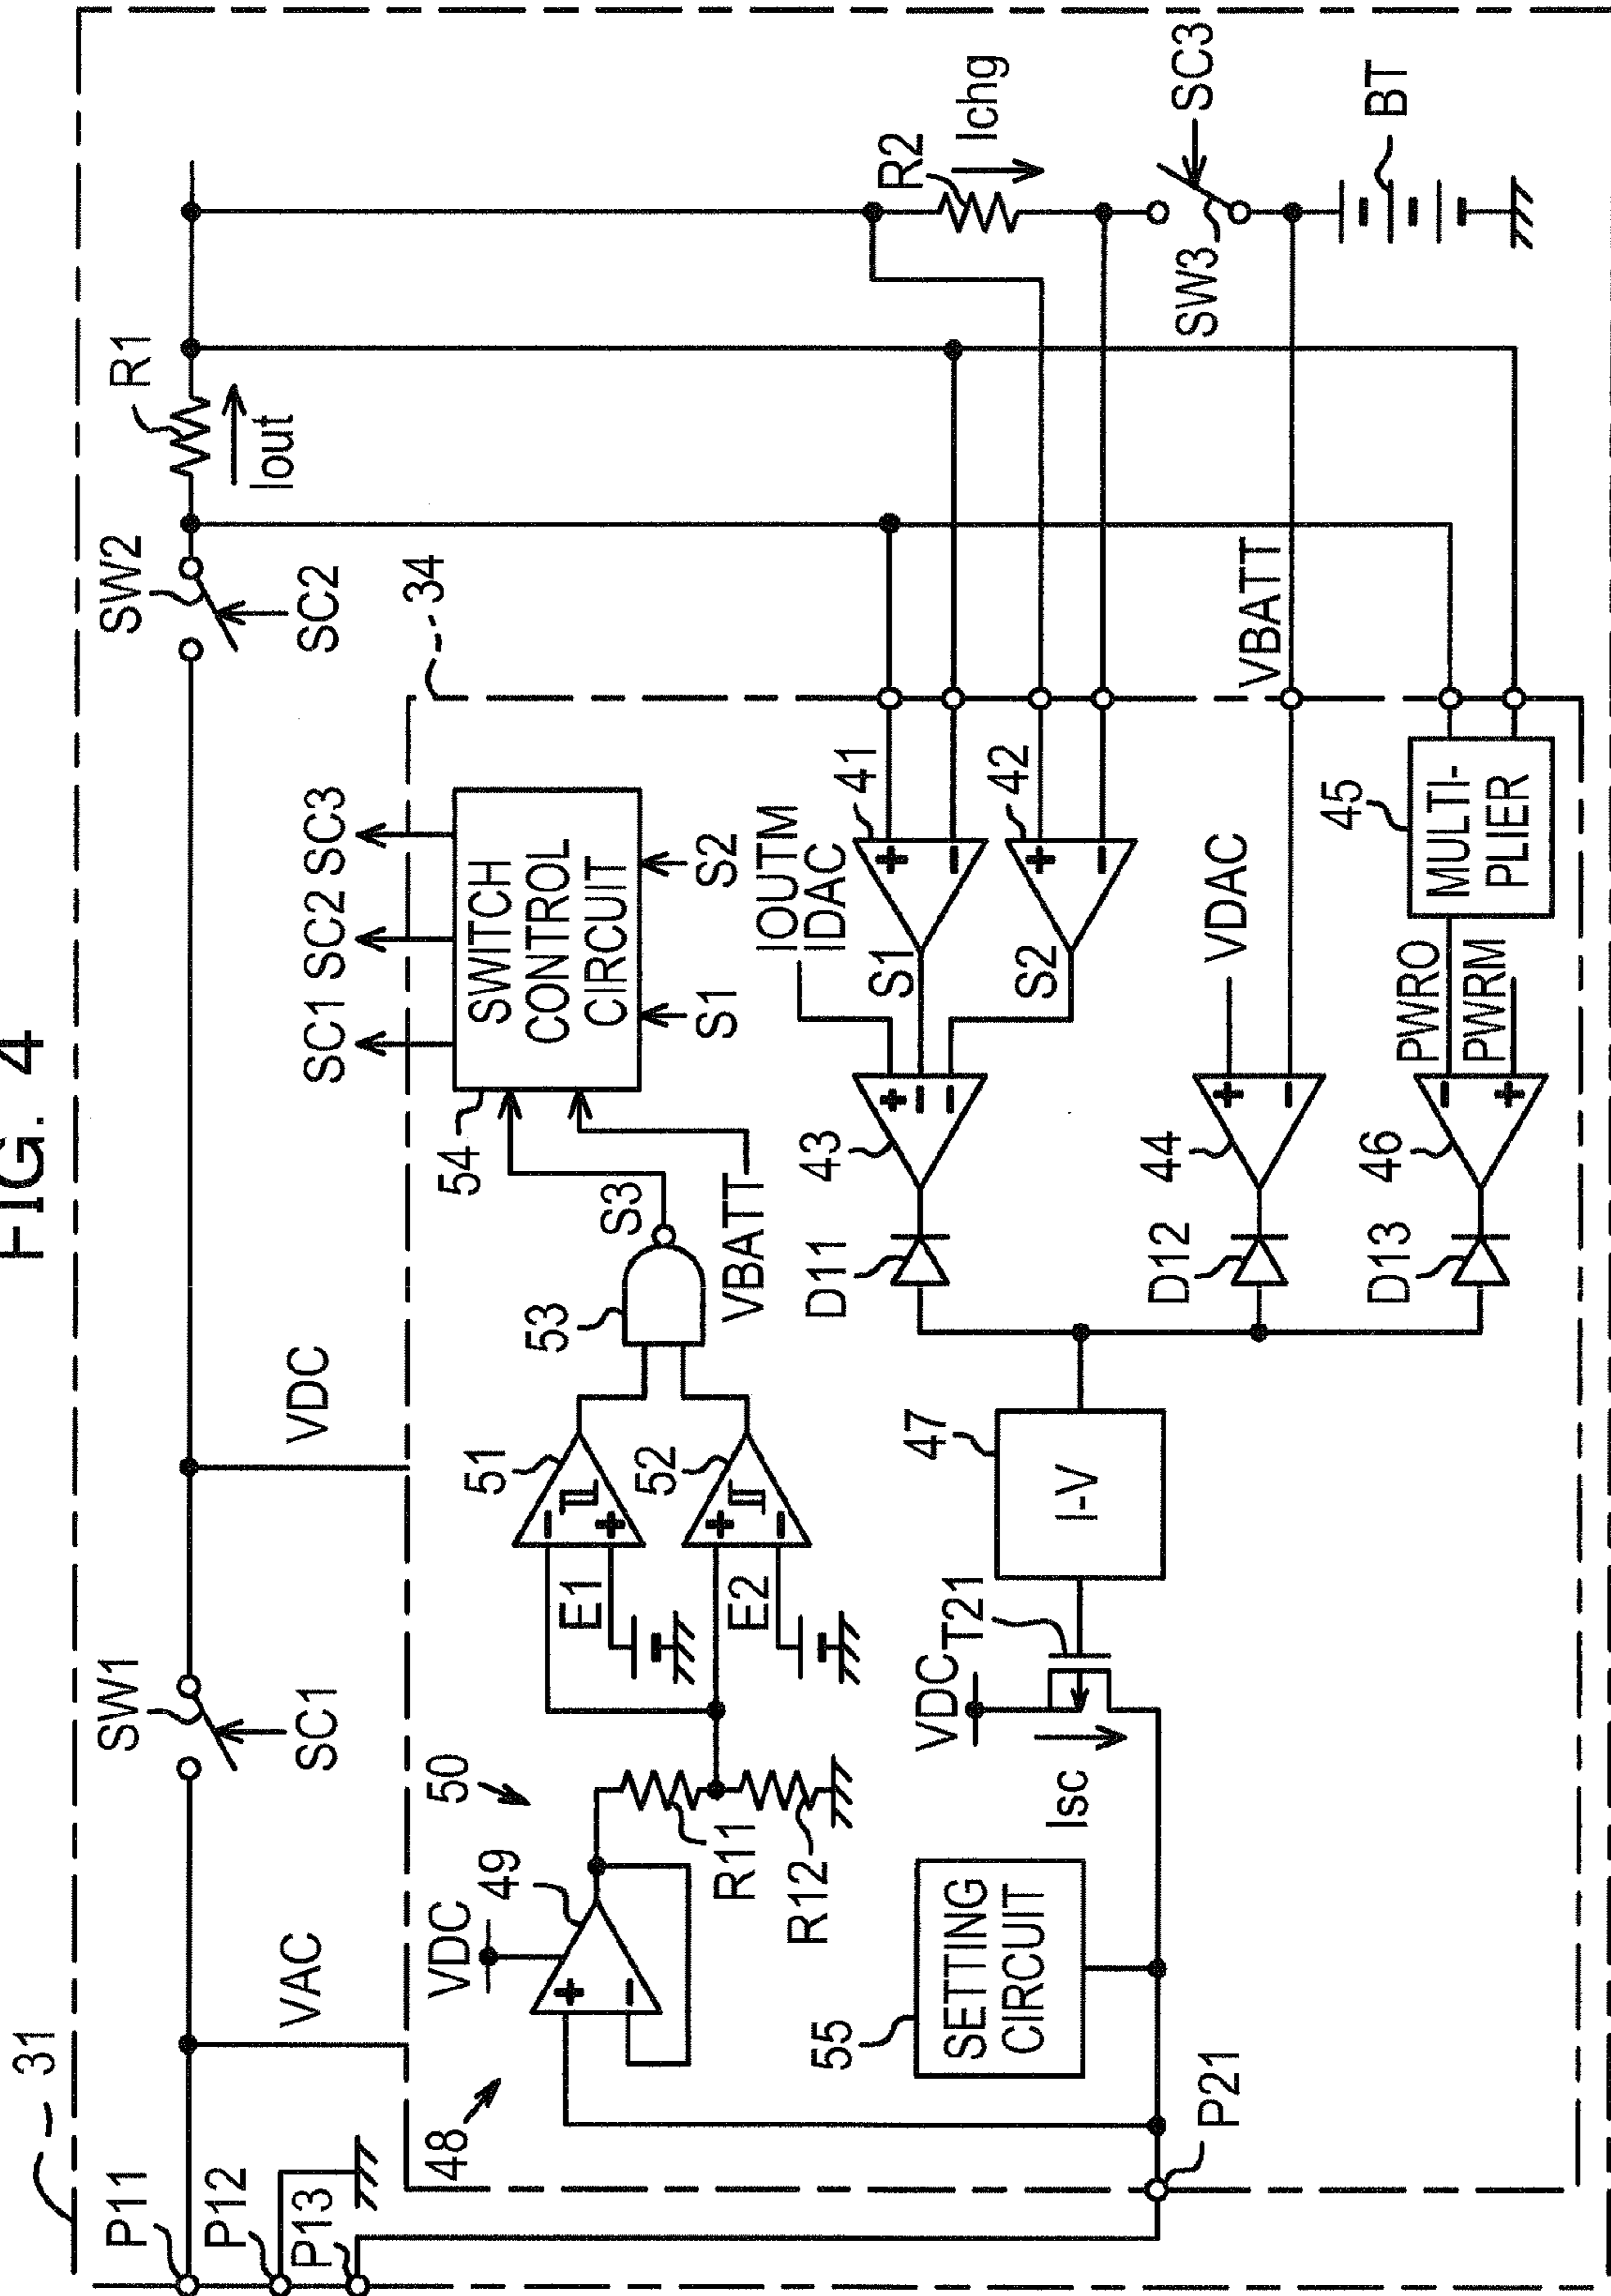 FIG. 4
31
P11
P12
P13
VAC
SW1
SC1
VDC
SW2
SC2
R1
Iout
34
48
VDC
49
50
R11
R12
E1
E2
51
52
53
S3
VBATT
54
SWITCH
CONTROL
CIRCUIT
SC1
SC2
SC3
S1
S2
R2
Ichg
SC3
SW3
BT
55
SETTING
CIRCUIT
P21
VDC
T21
Isc
47
I-V
D11
D12
D13
43
44
46
IOUTM
IDAC
S1
S2
41
42
VDAC
VBATT
PWRO
PWRM
45
MULTI-
PLIER